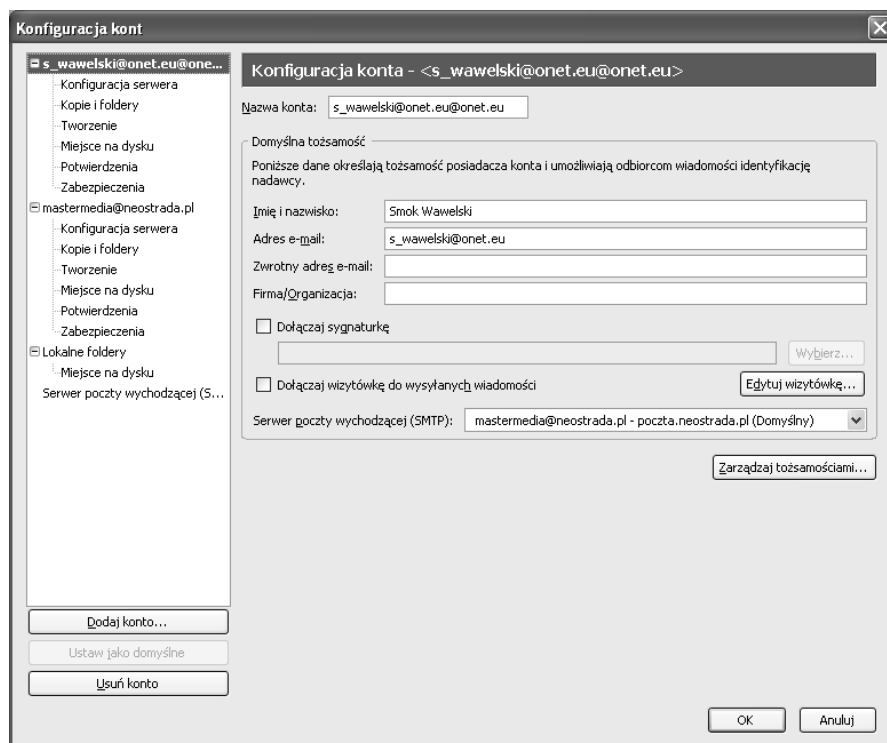 Konfiguracja kont
s_wawelski@onet.eu@one...
Konfiguracja serwera
Kopie i foldery
Tworzenie
Miejsce na dysku
Potwierdzenia
Zabezpieczenia
mastermedia@neostrada.pl
Konfiguracja serwera
Kopie i foldery
Tworzenie
Miejsce na dysku
Potwierdzenia
Zabezpieczenia
Lokalne foldery
Miejsce na dysku
Serwer poczty wychodzącej (S...
Dodaj konto...
Ustaw jako domyślne
Usuń konto
Konfiguracja konta - <s_wawelski@onet.eu@onet.eu>
Nazwa konta: s_wawelski@onet.eu@onet.eu
Domyślna tożsamość
Poniższe dane określają tożsamość posiadacza konta i umożliwiają odbiorcom wiadomości identyfikację
nadawcy.
Imię i nazwisko: Smok Wawelski
Adres e-mail: s_wawelski@onet.eu
Zwrotny adres e-mail:
Firma/Organizacja:
Dołączaj sygnaturkę
Wybierz...
Dołączaj wizytówkę do wysyłanych wiadomości Edytuj wizytówkę...
Serwer poczty wychodzącej (SMTP): mastermedia@neostrada.pl - poczta.neostrada.pl (Domyślny)
Zarządzaj tożsamościami...
OK Anuluj